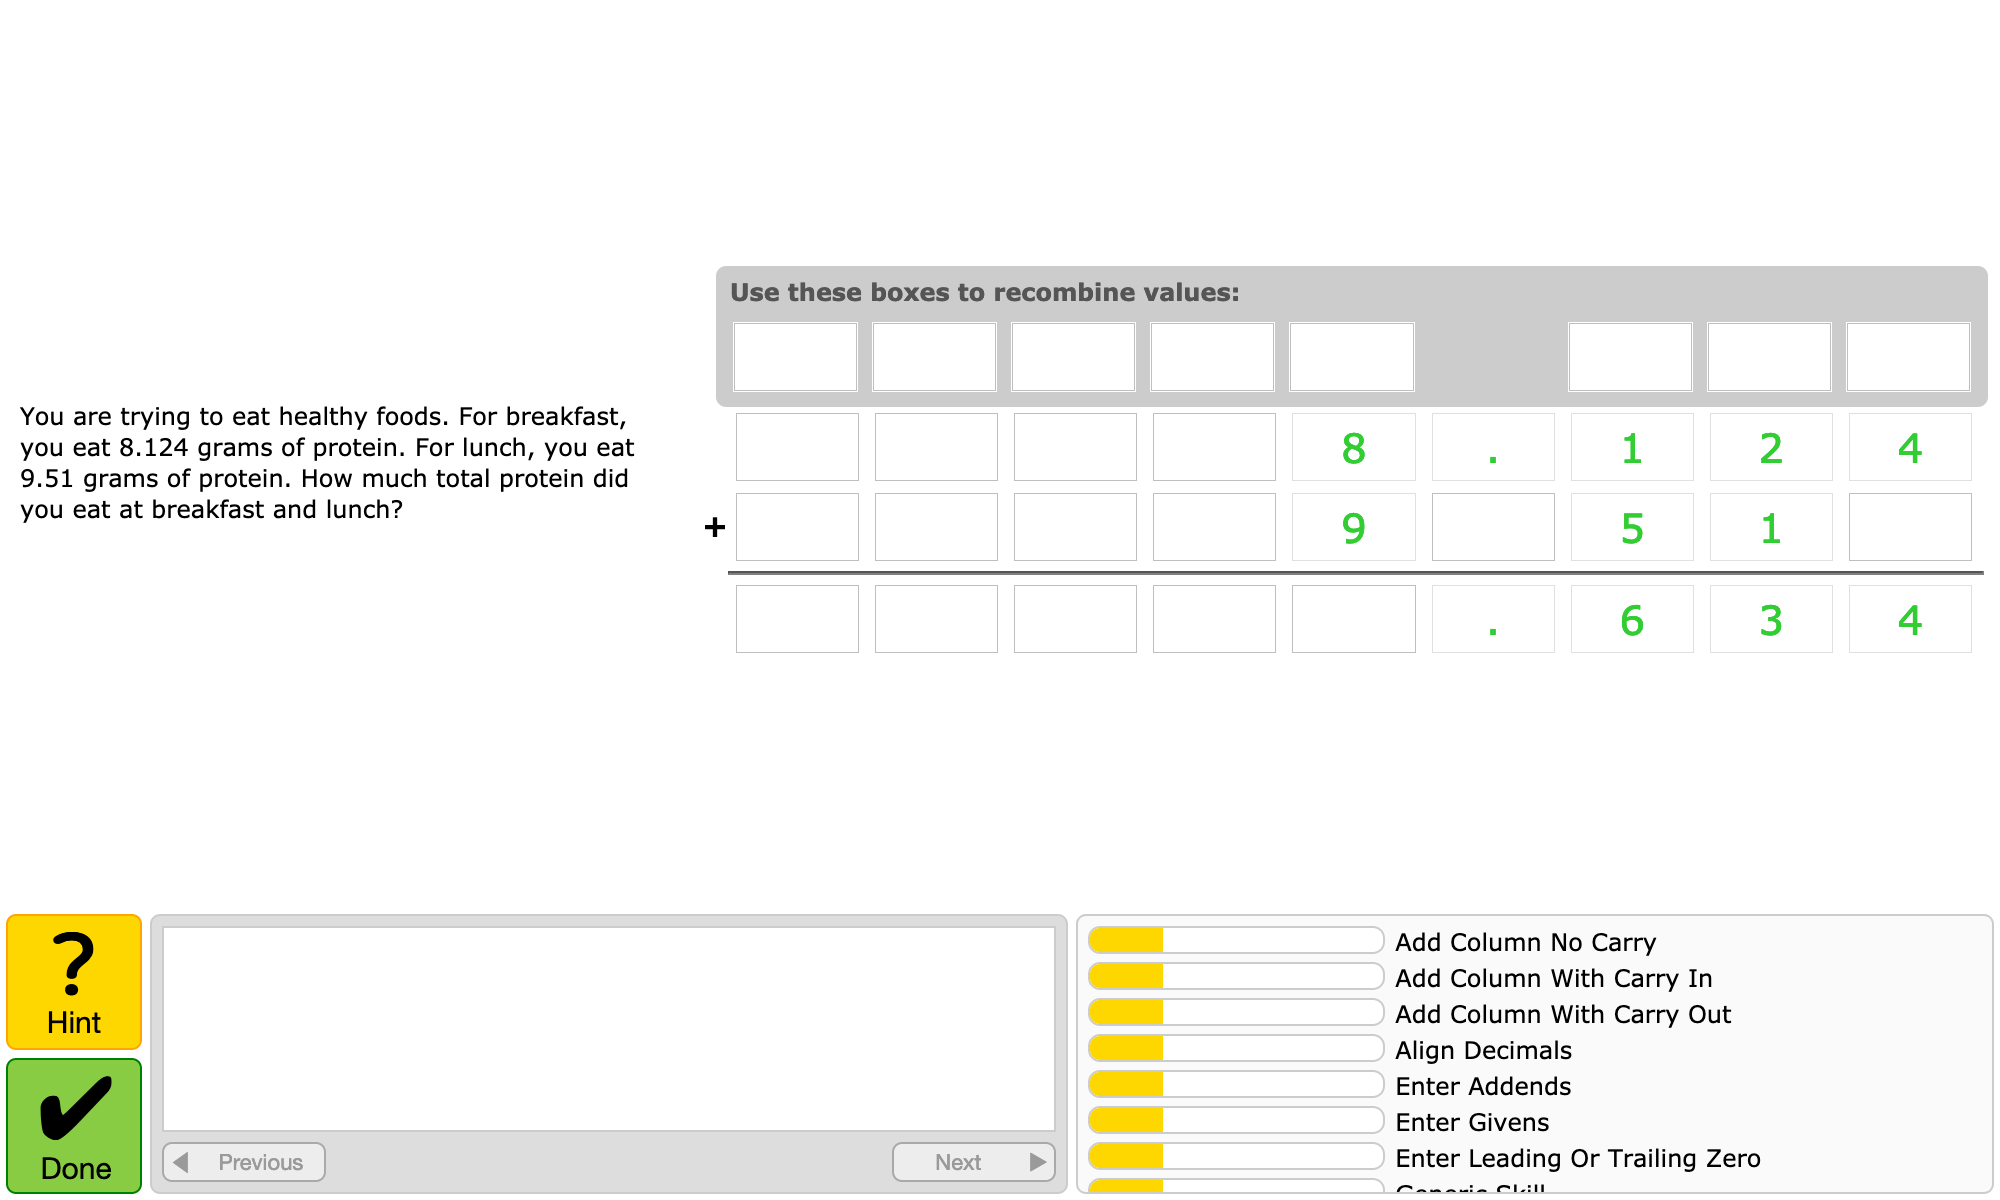 Use these boxes to recombine values:
You are trying to eat healthy foods. For breakfast,
you eat 8.124 grams of protein. For lunch, you eat
9.51 grams of protein. How much total protein did
you eat at breakfast and lunch?
8 . 1 2 4
+ 9 5 1
. 6 3 4
?
Hint
Done
Previous
Next
Add Column No Carry
Add Column With Carry In
Add Column With Carry Out
Align Decimals
Enter Addends
Enter Givens
Enter Leading Or Trailing Zero